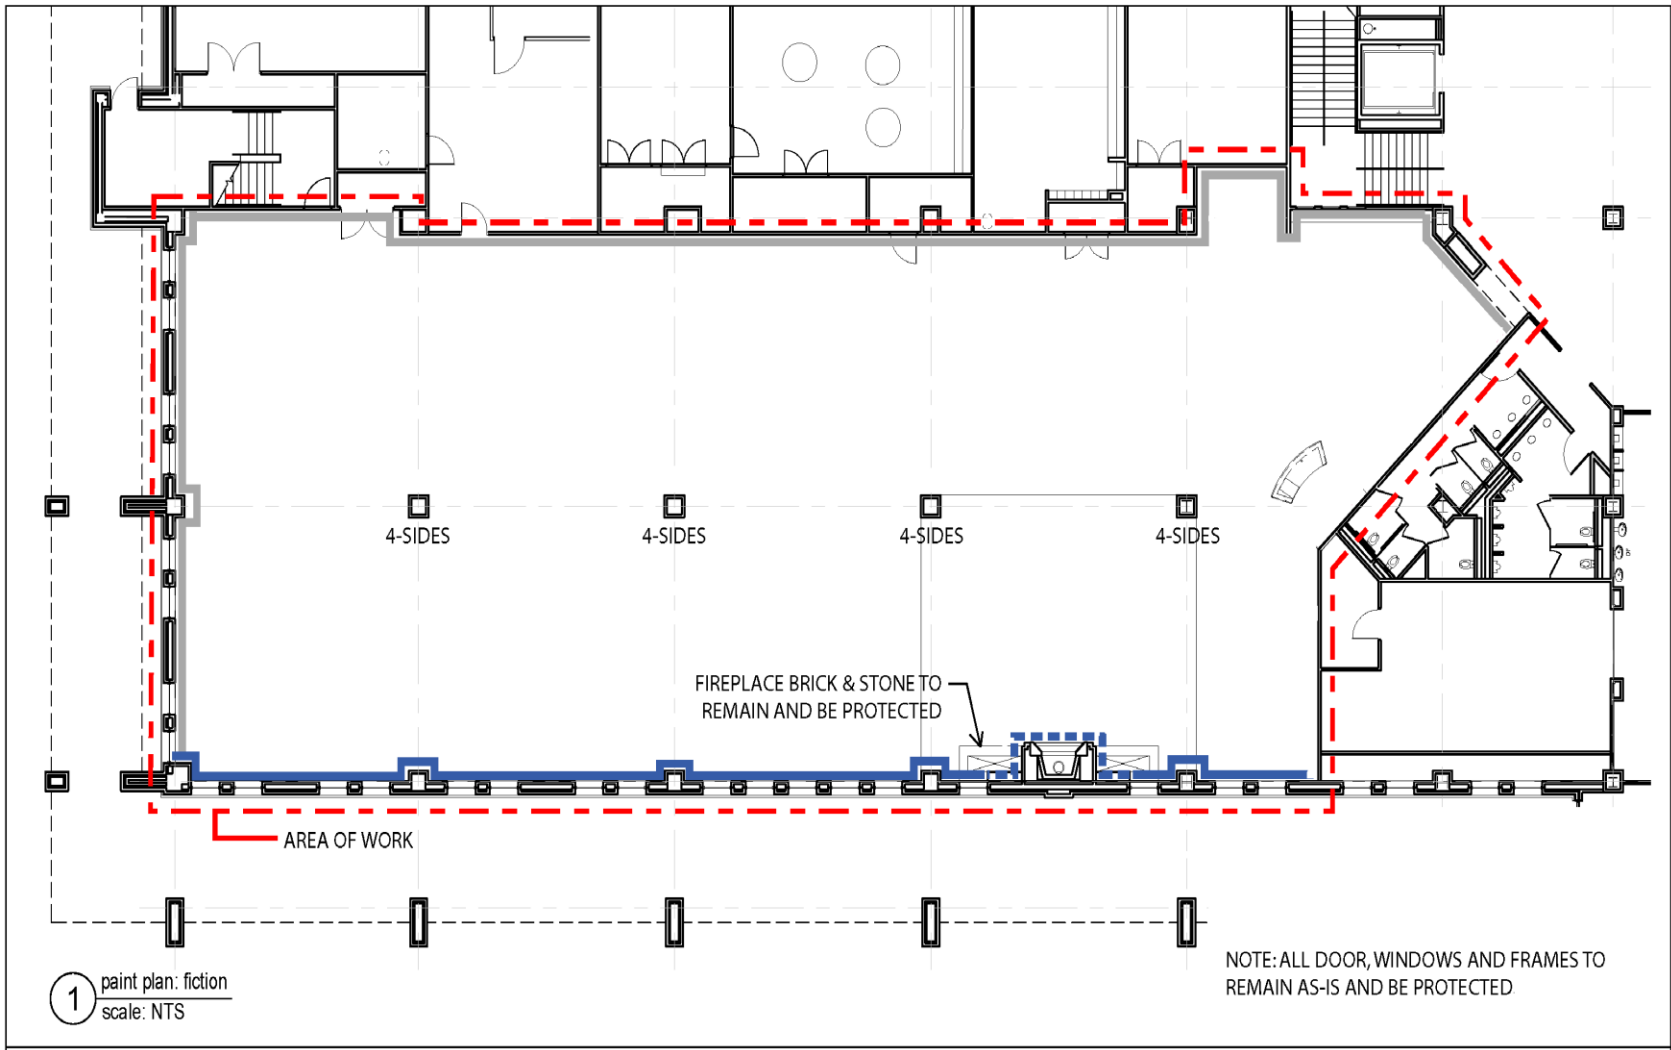 4-SIDES
4-SIDES
4-SIDES
4-SIDES
FIREPLACE BRICK & STONE TO
REMAIN AND BE PROTECTED
AREA OF WORK
NOTE: ALL DOOR, WINDOWS AND FRAMES TO
REMAIN AS-IS AND BE PROTECTED
1
paint plan: fiction
scale: NTS